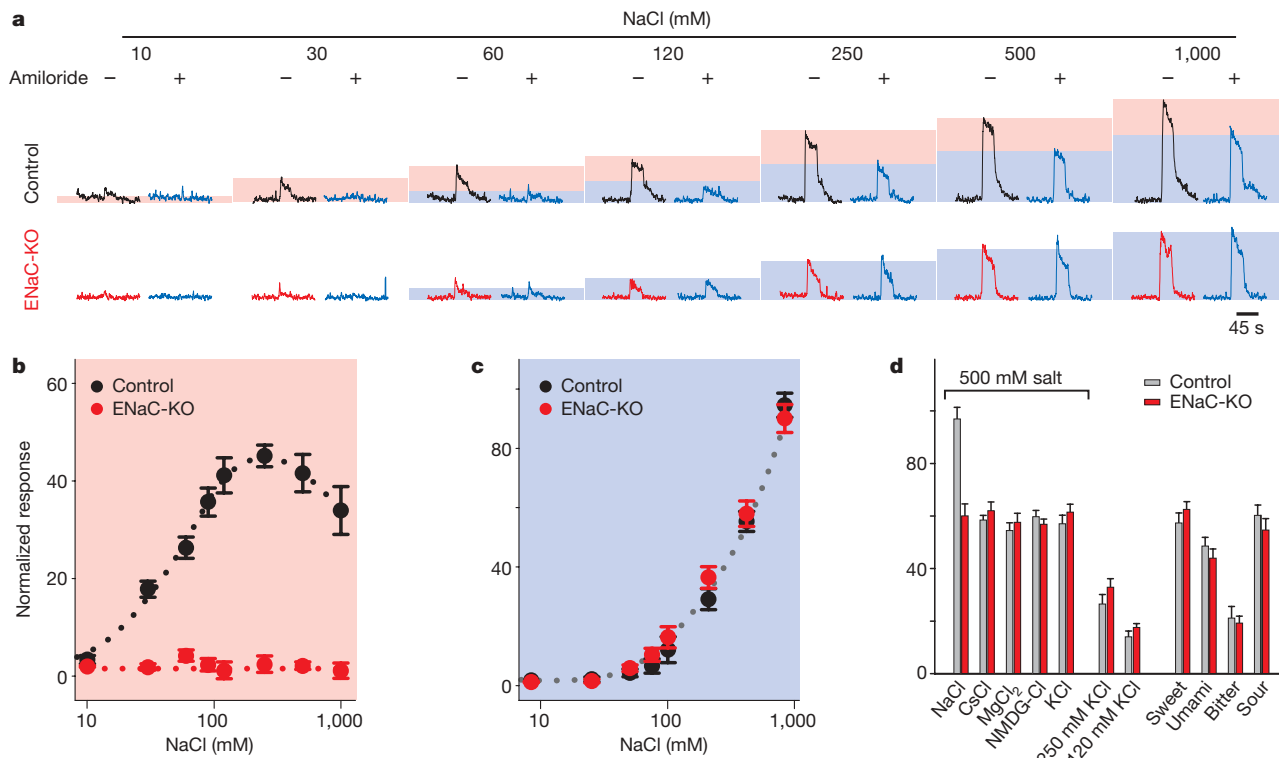 a
NaCl (mM)
10 30 60 120 250 500 1,000
Amiloride − + − + − + − + − + − + − +
Control
ENaC-KO
45 s
b
Control
ENaC-KO
Normalized response
60
40
20
0
10 100 1,000
NaCl (mM)
c
Control
ENaC-KO
80
40
0
10 100 1,000
NaCl (mM)
d
500 mM salt
Control
ENaC-KO
80
40
0
NaCl
CsCl
MgCl2
NMDG-Cl
KCl
250 mM KCl
120 mM KCl
Sweet
Umami
Bitter
Sour